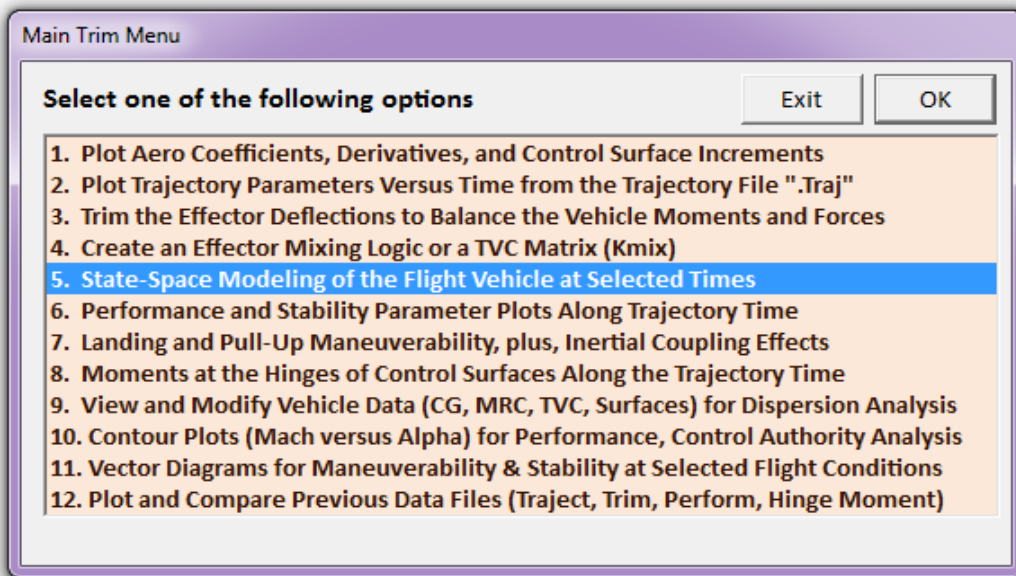 Main Trim Menu
Select one of the following options
Exit
OK
1. Plot Aero Coefficients, Derivatives, and Control Surface Increments
2. Plot Trajectory Parameters Versus Time from the Trajectory File ".Traj"
3. Trim the Effector Deflections to Balance the Vehicle Moments and Forces
4. Create an Effector Mixing Logic or a TVC Matrix (Kmix)
5. State-Space Modeling of the Flight Vehicle at Selected Times
6. Performance and Stability Parameter Plots Along Trajectory Time
7. Landing and Pull-Up Maneuverability, plus, Inertial Coupling Effects
8. Moments at the Hinges of Control Surfaces Along the Trajectory Time
9. View and Modify Vehicle Data (CG, MRC, TVC, Surfaces) for Dispersion Analysis
10. Contour Plots (Mach versus Alpha) for Performance, Control Authority Analysis
11. Vector Diagrams for Maneuverability & Stability at Selected Flight Conditions
12. Plot and Compare Previous Data Files (Traject, Trim, Perform, Hinge Moment)